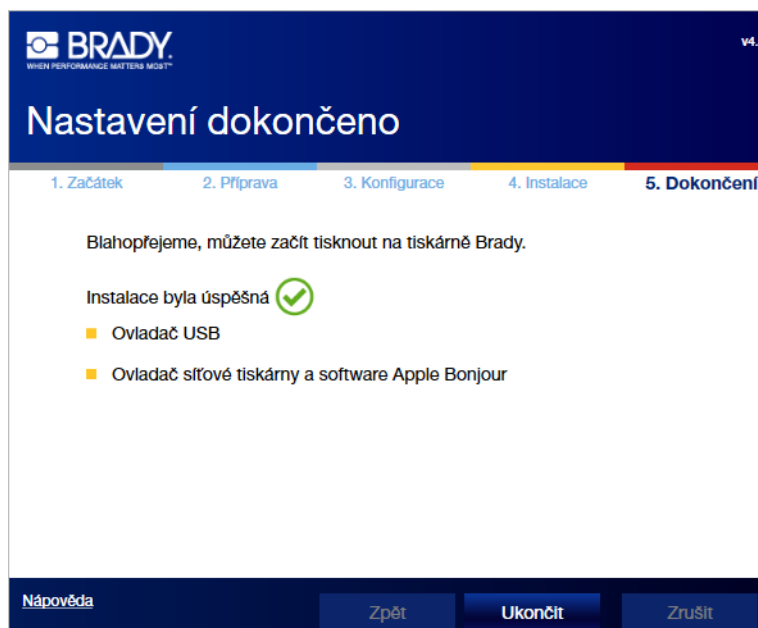 BRADY.
WHEN PERFORMANCE MATTERS MOST™
v4.
Nastavení dokončeno
1. Začátek
2. Příprava
3. Konfigurace
4. Instalace
5. Dokončení
Blahopřejeme, můžete začít tisknout na tiskárně Brady.
Instalace byla úspěšná
Ovladač USB
Ovladač síťové tiskárny a software Apple Bonjour
Nápověda
Zpět
Ukončit
Zrušit